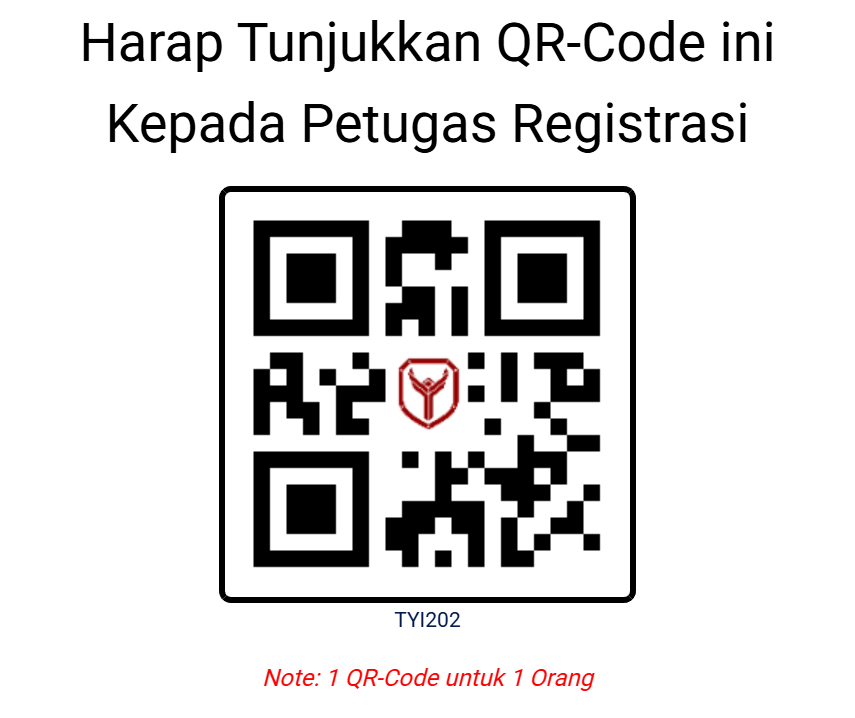 Harap Tunjukkan QR-Code ini
Kepada Petugas Registrasi
TYI202
Note: 1 QR-Code untuk 1 Orang